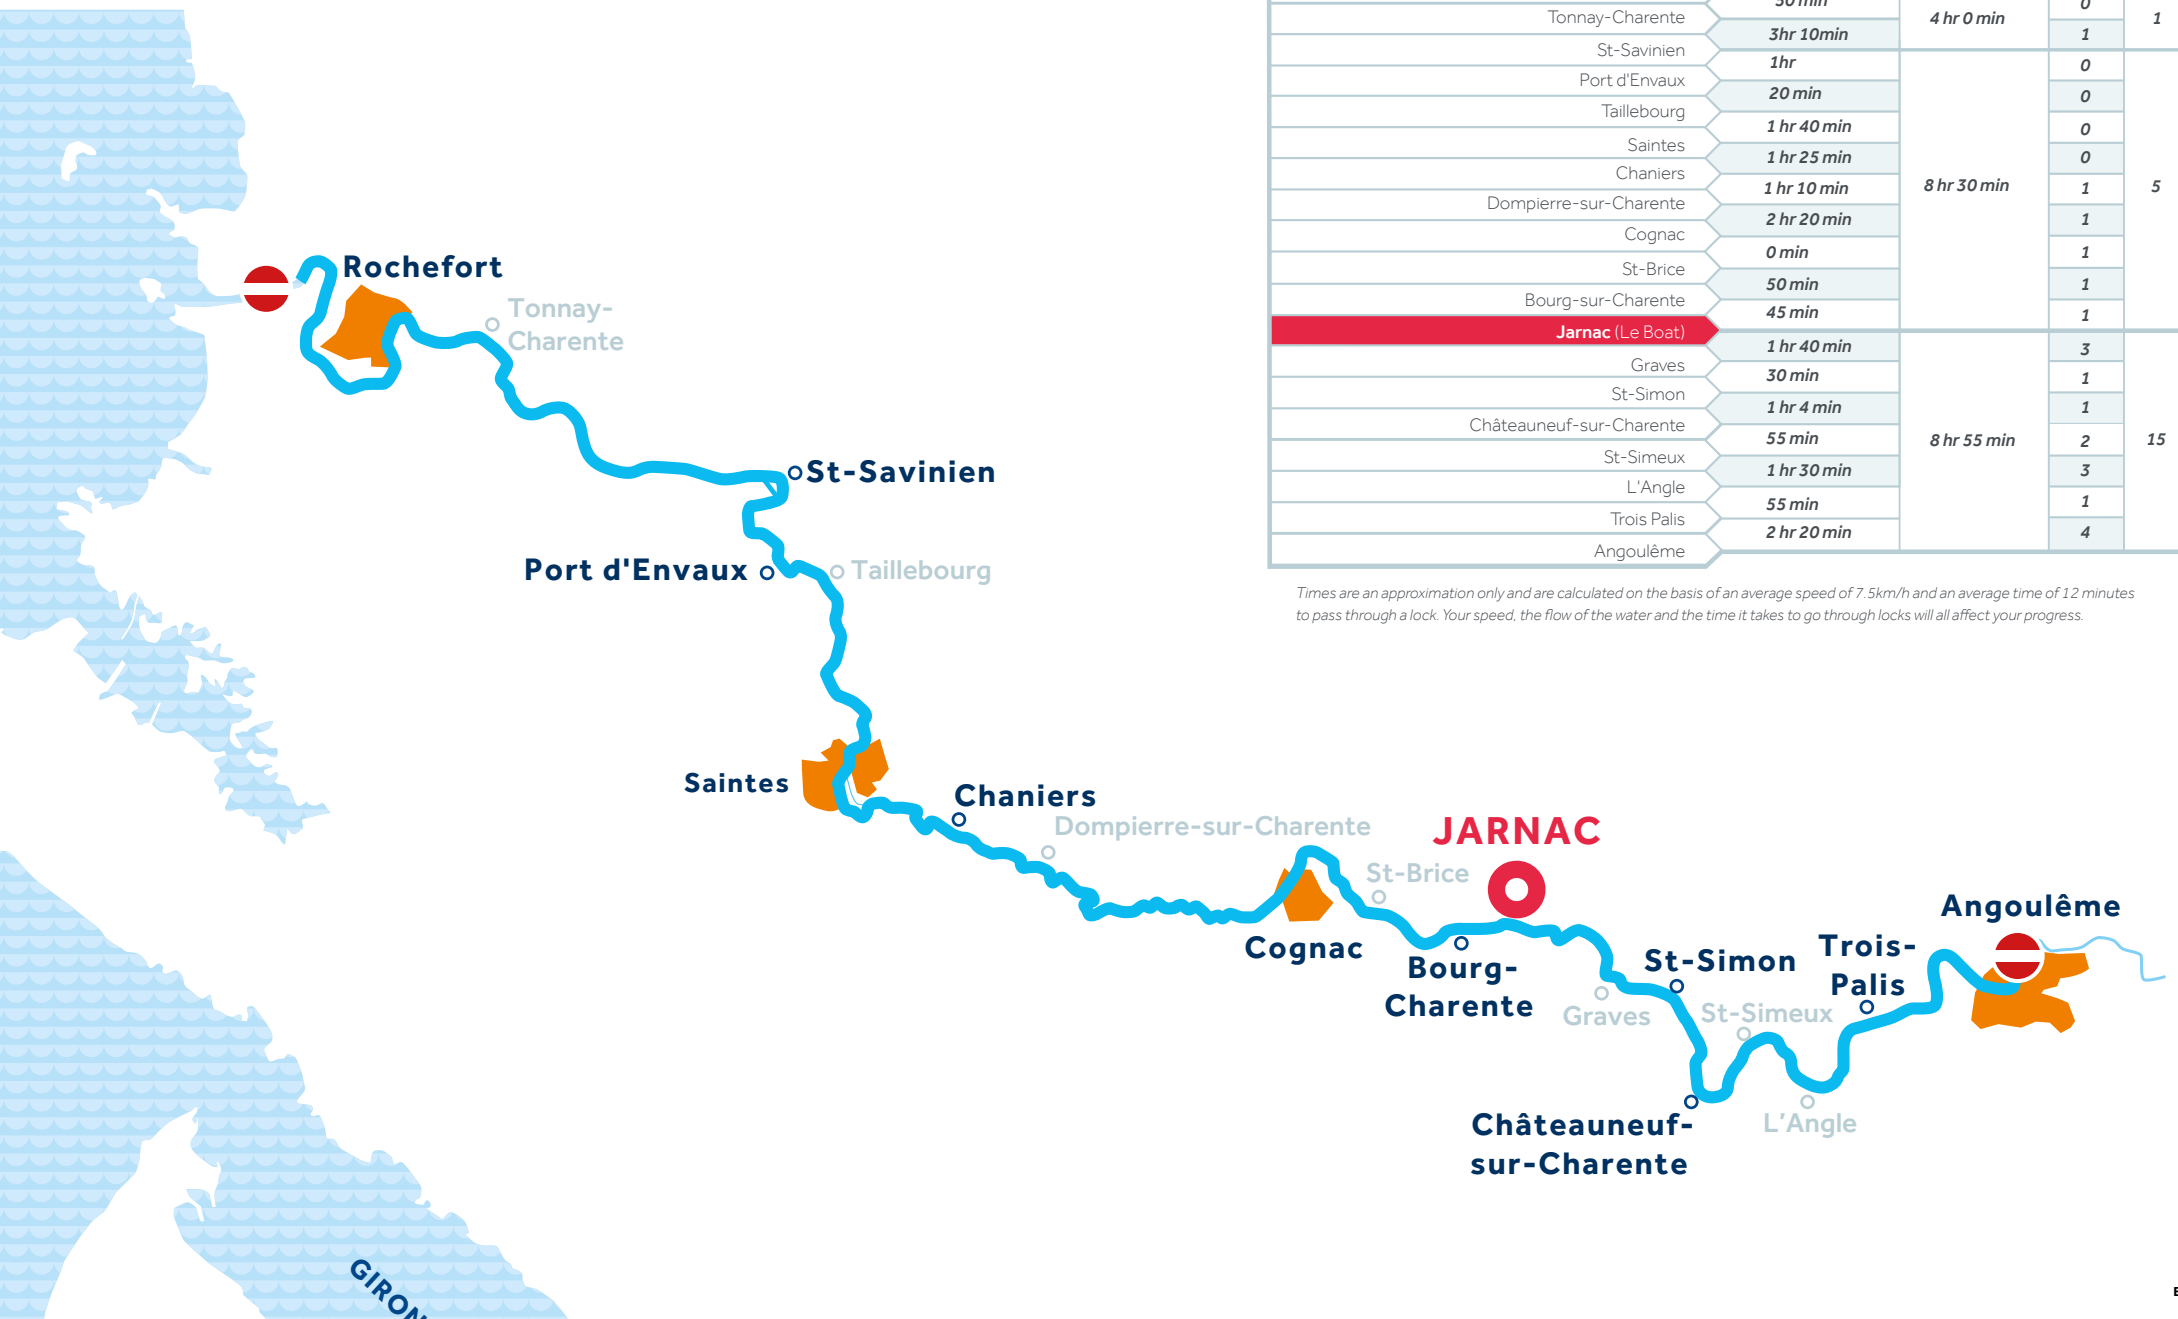 50 min
0
Tonnay-Charente
4 hr 0 min
1
3hr 10min
1
St-Savinien
1hr
0
Port d'Envaux
20 min
0
Taillebourg
1 hr 40 min
0
Saintes
1 hr 25 min
0
Chaniers
1 hr 10 min
8 hr 30 min
1
5
Dompierre-sur-Charente
2 hr 20 min
1
Cognac
0 min
1
St-Brice
50 min
1
Bourg-sur-Charente
45 min
1
Jarnac (Le Boat)
1 hr 40 min
3
Graves
30 min
1
St-Simon
1 hr 4 min
1
Châteauneuf-sur-Charente
55 min
8 hr 55 min
2
15
St-Simeux
1 hr 30 min
3
L'Angle
55 min
1
Trois Palis
2 hr 20 min
4
Angoulême
Times are an approximation only and are calculated on the basis of an average speed of 7.5km/h and an average time of 12 minutes
to pass through a lock. Your speed, the flow of the water and the time it takes to go through locks will all affect your progress.
Rochefort
Tonnay-
Charente
St-Savinien
Port d'Envaux
Taillebourg
Saintes
Chaniers
Dompierre-sur-Charente
JARNAC
St-Brice
Cognac
Bourg-
Charente
Graves
St-Simon
St-Simeux
Trois-
Palis
Angoulême
Châteauneuf-
sur-Charente
L'Angle